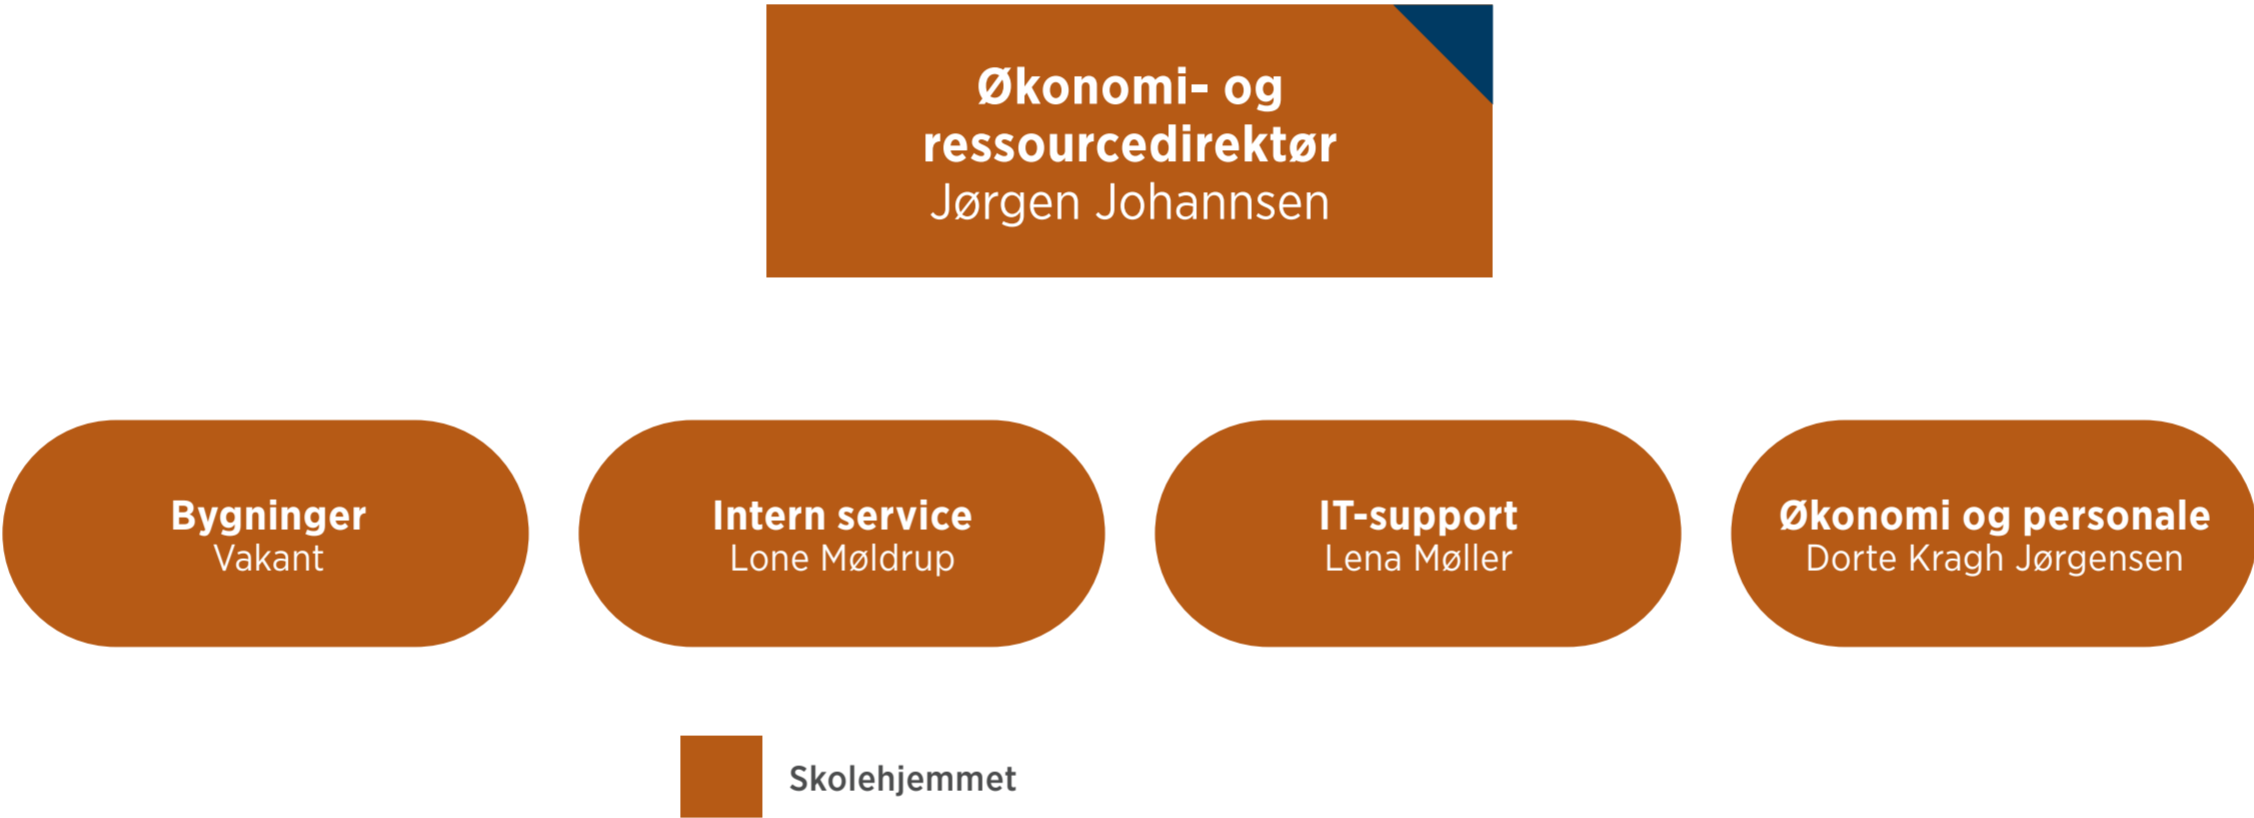 Økonomi- og
ressourcedirektør
Jørgen Johannsen
Bygninger
Vakant
Intern service
Lone Møldrup
IT-support
Lena Møller
Økonomi og personale
Dorte Kragh Jørgensen
Skolehjemmet